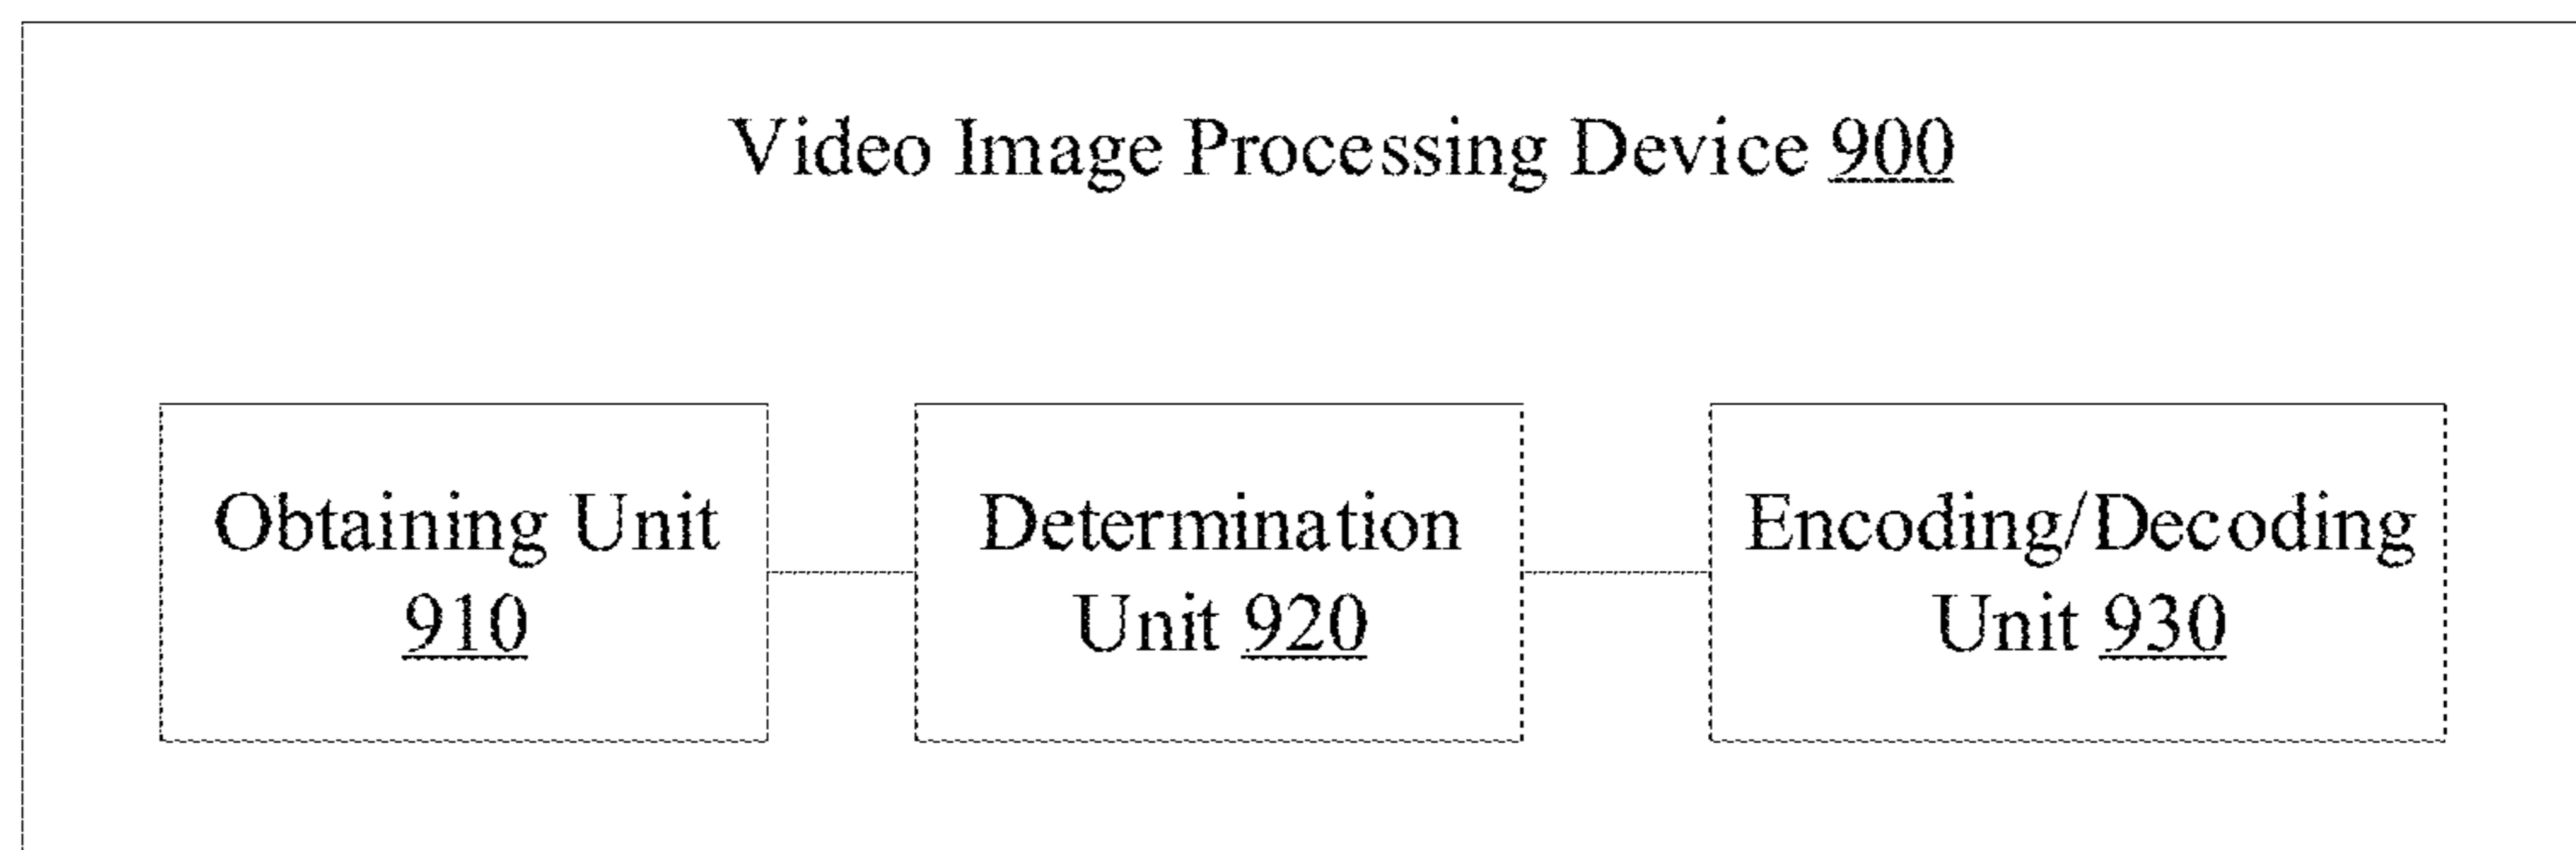 Video Image Processing Device 900
Obtaining Unit
910
Determination
Unit 920
Encoding/Decoding
Unit 930